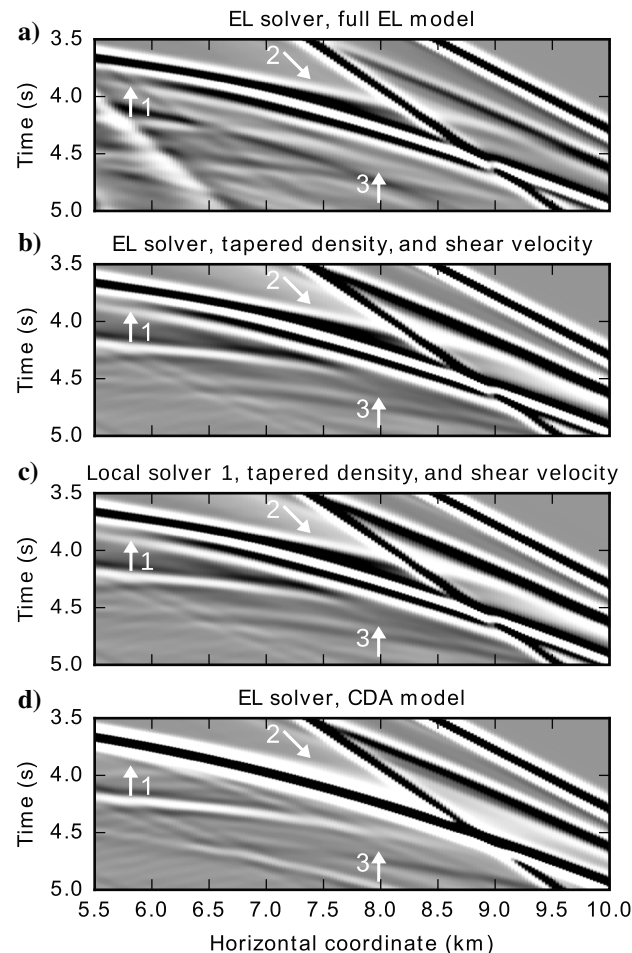 a) EL solver, full EL model
3.5
4.0
4.5
5.0
Time (s)
1
2
3
b) EL solver, tapered density, and shear velocity
3.5
4.0
4.5
5.0
Time (s)
1
2
3
c) Local solver 1, tapered density, and shear velocity
3.5
4.0
4.5
5.0
Time (s)
1
2
3
d) EL solver, CDA model
3.5
4.0
4.5
5.0
Time (s)
1
2
3
5.5 6.0 6.5 7.0 7.5 8.0 8.5 9.0 9.5 10.0
Horizontal coordinate (km)